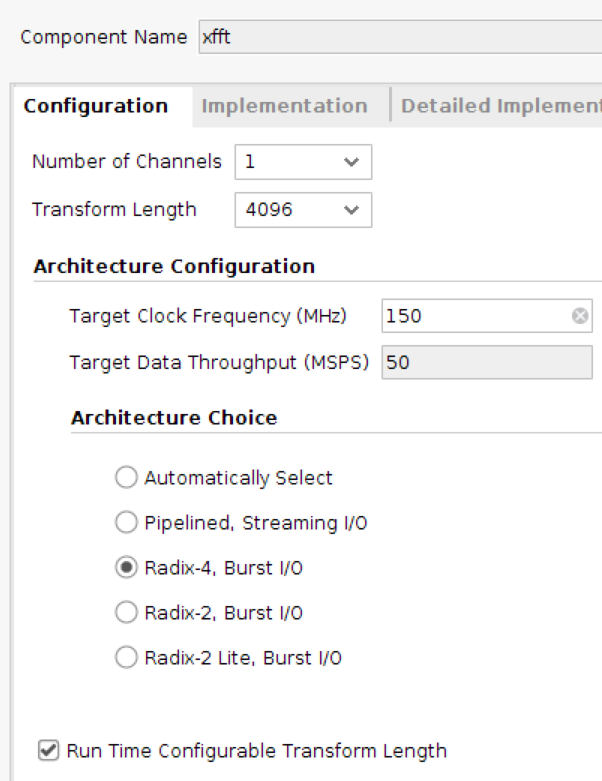 Component Name xfft
Configuration Implementation Detailed Implement
Number of Channels 1
Transform Length 4096
Architecture Configuration
Target Clock Frequency (MHz) 150
Target Data Throughput (MSPS) 50
Architecture Choice
Automatically Select
Pipelined, Streaming I/O
Radix-4, Burst I/O
Radix-2, Burst I/O
Radix-2 Lite, Burst I/O
Run Time Configurable Transform Length